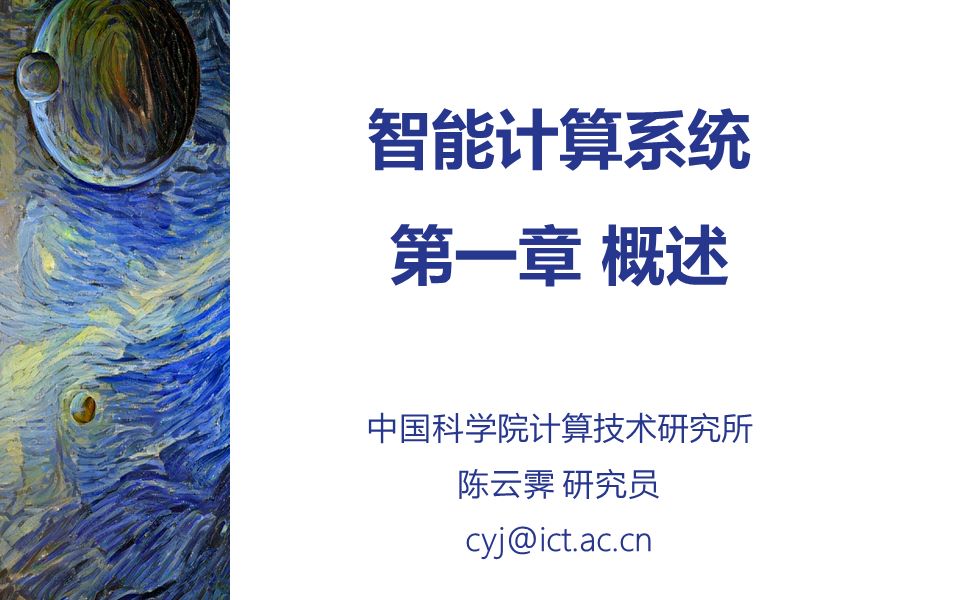 智能计算系统
第一章 概述
中国科学院计算技术研究所
陈云霁 研究员
cyj@ict.ac.cn